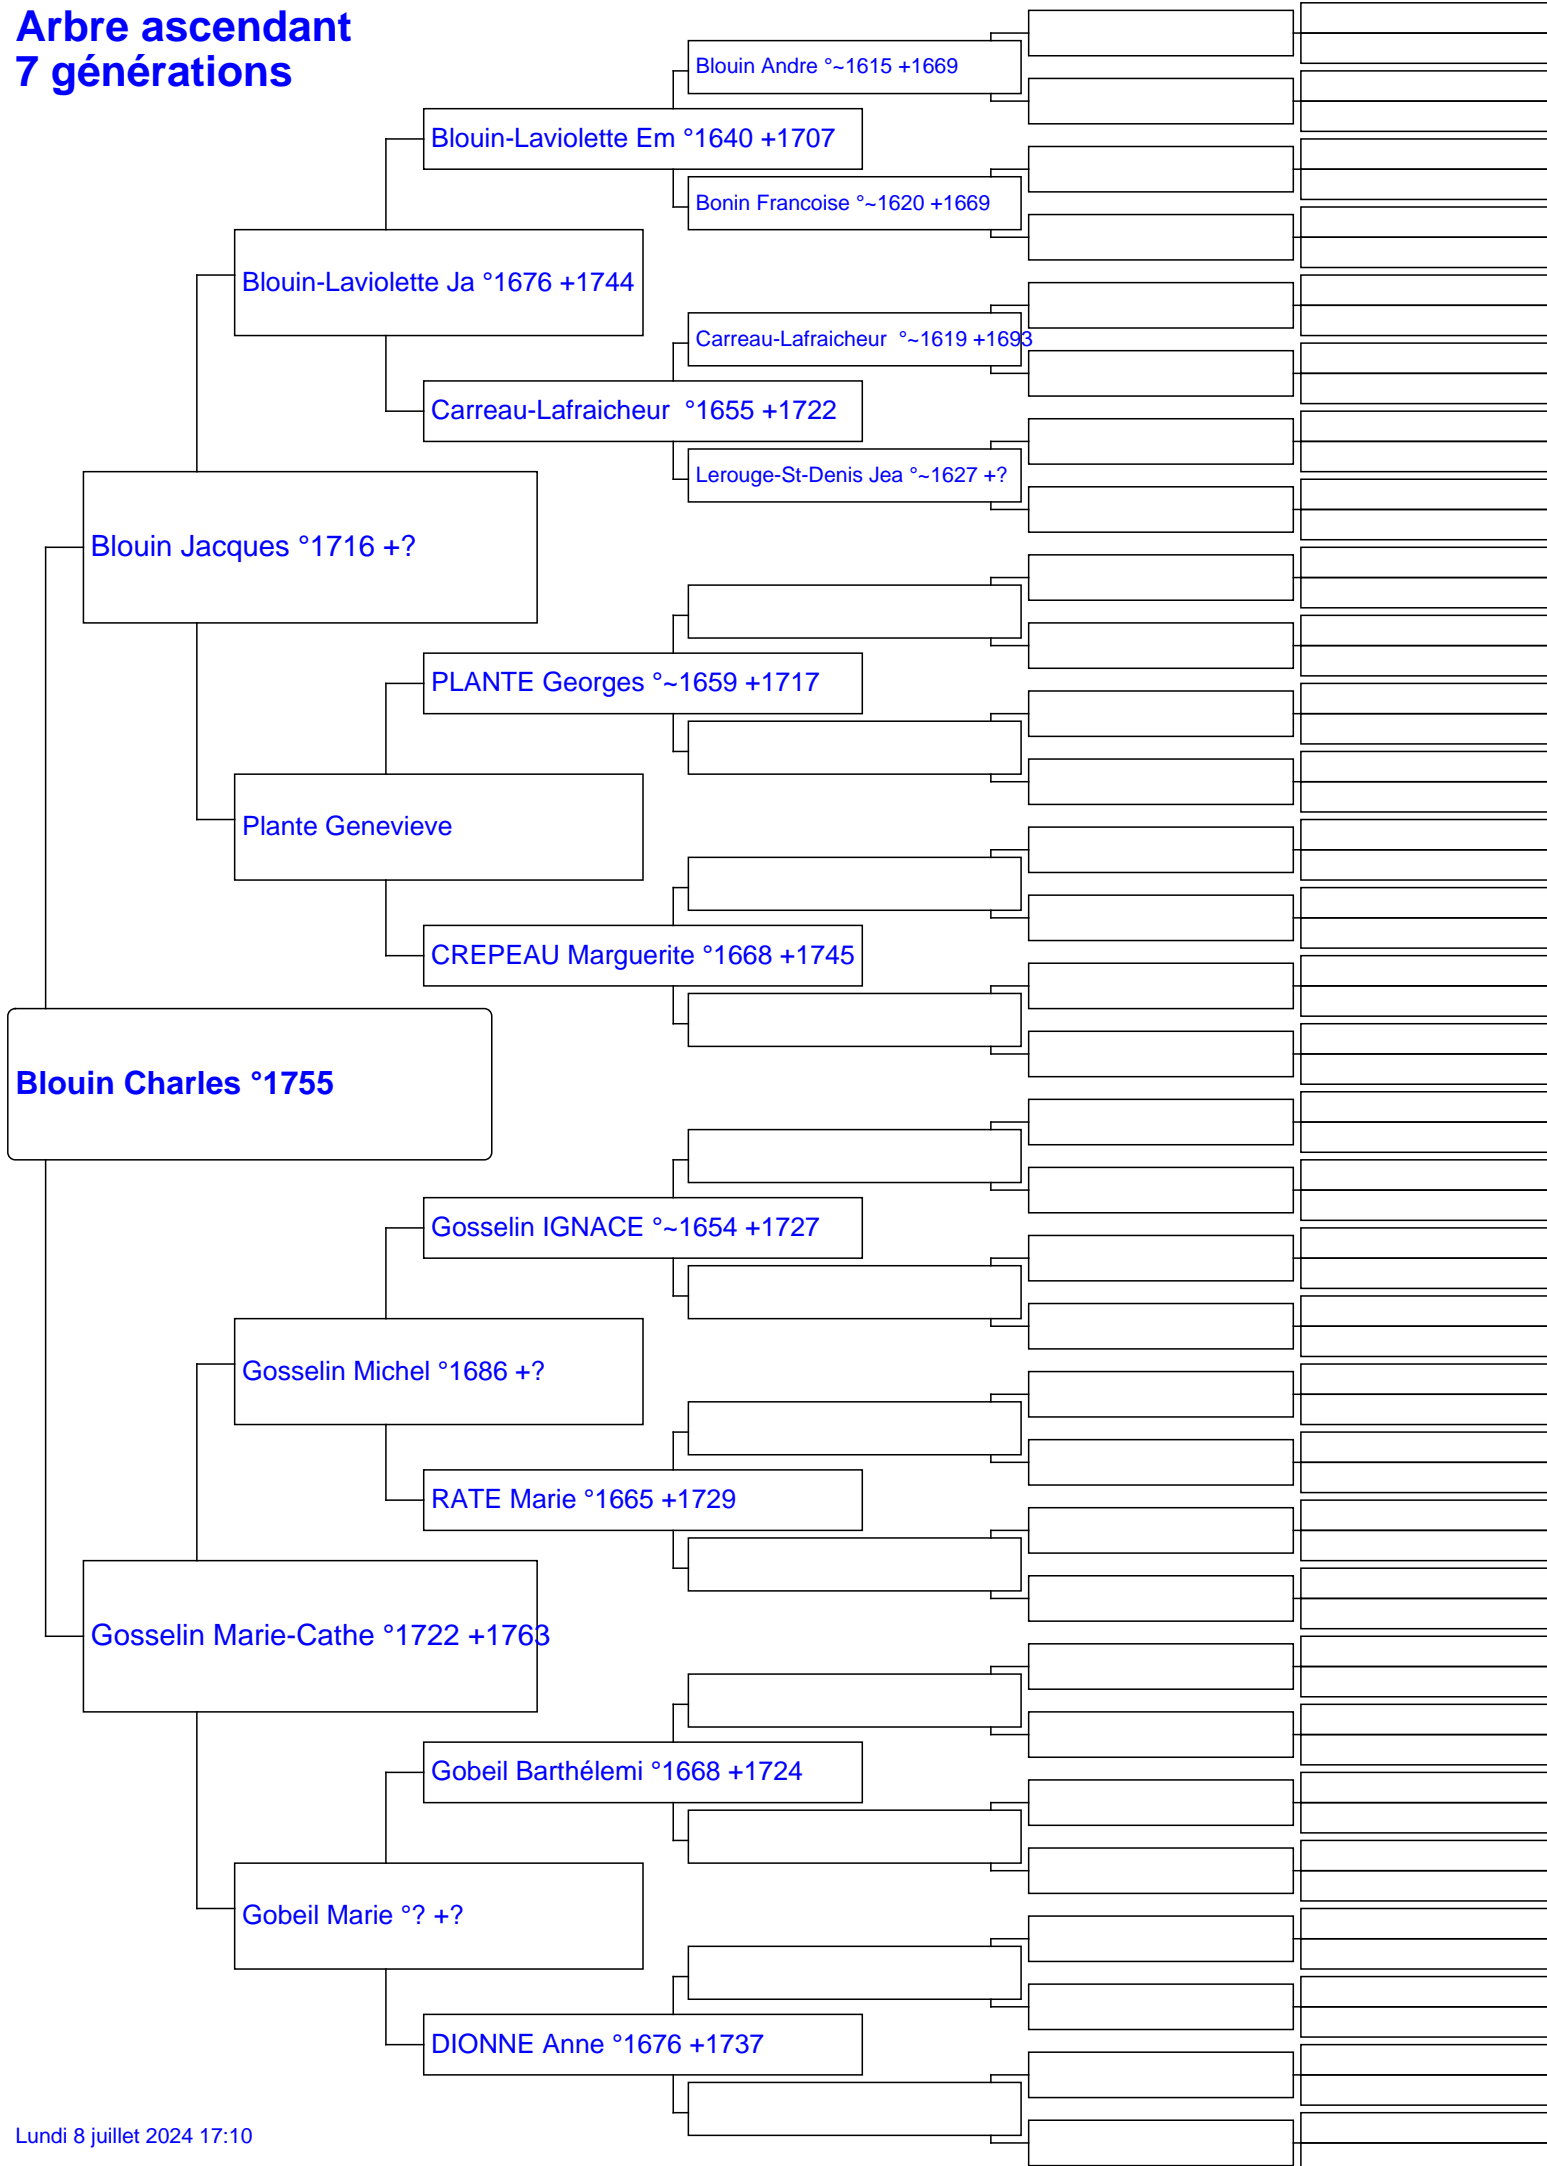 Arbre ascendant
7 générations
Blouin Andre °~1615 +1669
Blouin-Laviolette Em °1640 +1707
Bonin Francoise °~1620 +1669
Blouin-Laviolette Ja °1676 +1744
Carreau-Lafraicheur °~1619 +1693
Carreau-Lafraicheur °1655 +1722
Lerouge-St-Denis Jea °~1627 +?
Blouin Jacques °1716 +?
PLANTE Georges °~1659 +1717
Plante Genevieve
CREPEAU Marguerite °1668 +1745
Blouin Charles °1755
Gosselin IGNACE °~1654 +1727
Gosselin Michel °1686 +?
RATE Marie °1665 +1729
Gosselin Marie-Cathe °1722 +1763
Gobeil Barthélemi °1668 +1724
Gobeil Marie °? +?
DIONNE Anne °1676 +1737
Lundi 8 juillet 2024 17:10